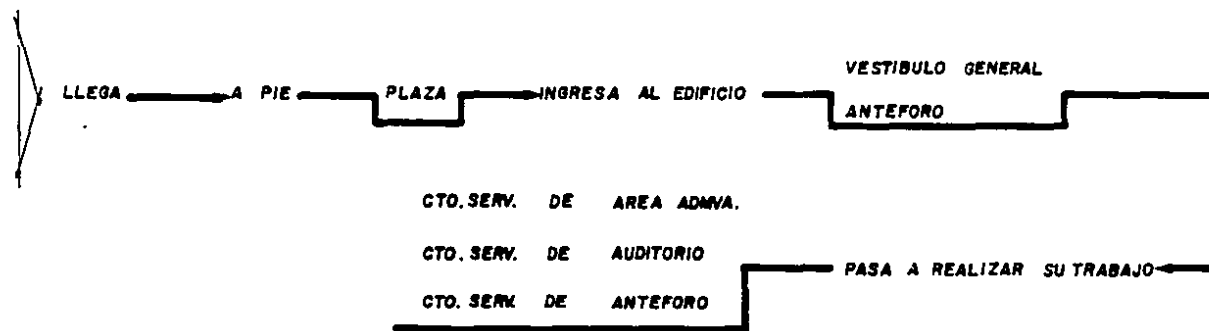 LLEGA A PIE PLAZA INGRESA AL EDIFICIO
VESTIBULO GENERAL
ANTEFORO
CTO. SERV. DE AREA ADMVA.
CTO. SERV. DE AUDITORIO
CTO. SERV. DE ANTEFORO
PASA A REALIZAR SU TRABAJO